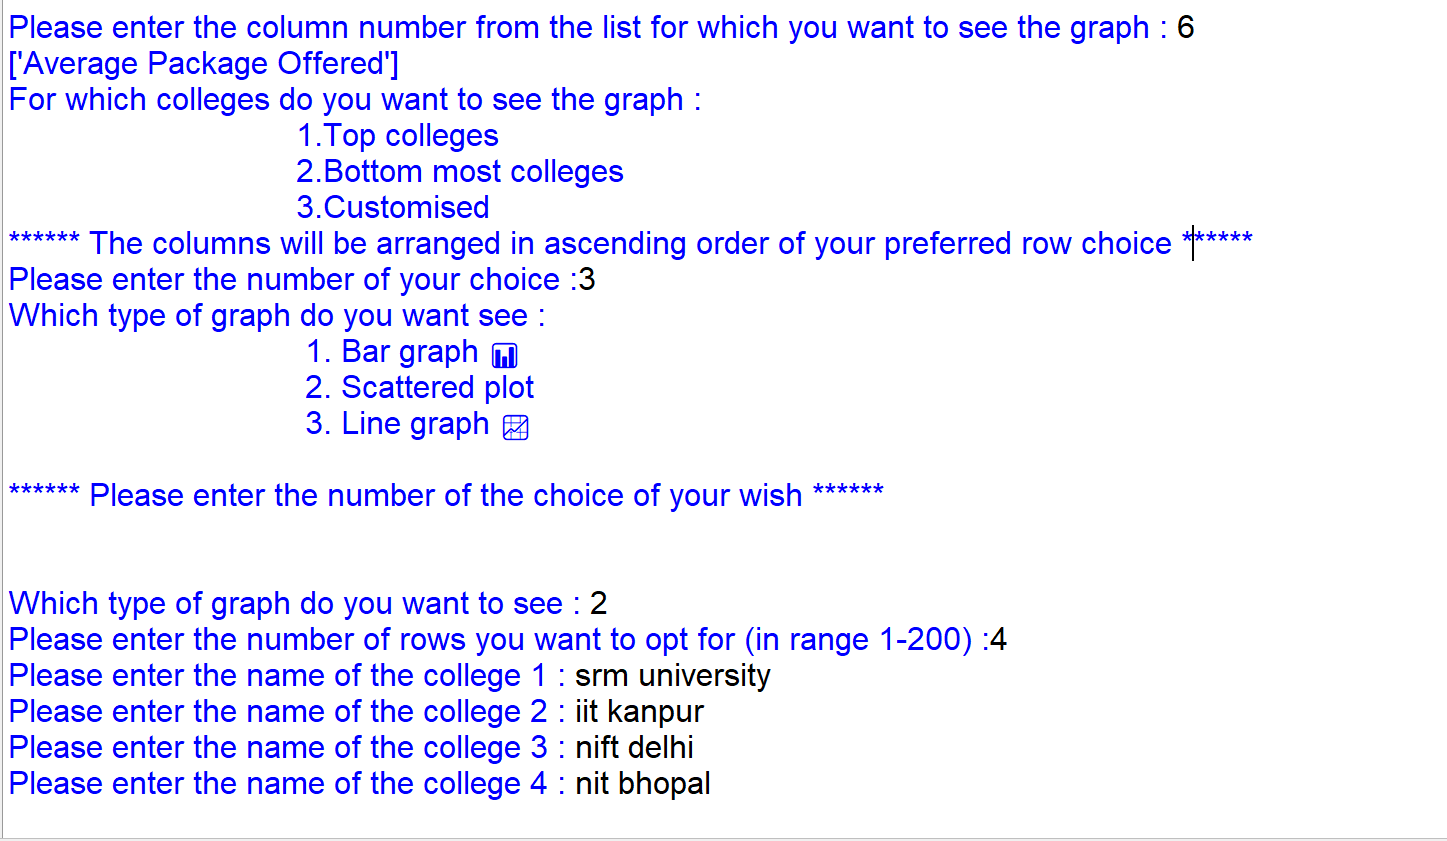 Please enter the column number from the list for which you want to see the graph : 6
['Average Package Offered']
For which colleges do you want to see the graph :
1.Top colleges
2.Bottom most colleges
3.Customised
****** The columns will be arranged in ascending order of your preferred row choice ******
Please enter the number of your choice :3
Which type of graph do you want see :
1. Bar graph 📊
2. Scattered plot
3. Line graph 📈
****** Please enter the number of the choice of your wish ******
Which type of graph do you want to see : 2
Please enter the number of rows you want to opt for (in range 1-200) :4
Please enter the name of the college 1 : srm university
Please enter the name of the college 2 : iit kanpur
Please enter the name of the college 3 : nift delhi
Please enter the name of the college 4 : nit bhopal